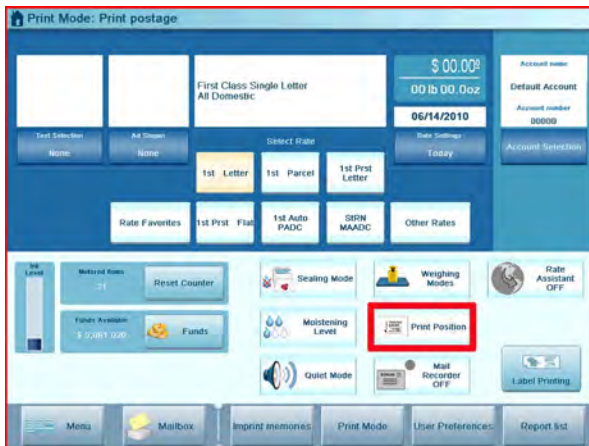 Print Mode: Print postage
First Class Single Letter
All Domestic
$ 00.00⁰
00 lb 00.0oz
06/14/2010
Account name
Default Account
Account number
00000
Text Selection
None
Ad Slogan
None
Select Rate
Date Settings
Today
Account Selection
1st Letter
1st Parcel
1st Prst
Letter
Rate Favorites
1st Prst Flat
1st Auto
PADC
StRN
MAADC
Other Rates
Ink
Level
Metered Items
Reset Counter
Sealing Mode
Weighing
Modes
Rate
Assistant
OFF
Funds Available
Funds
Moistening
Level
Print Position
Quiet Mode
Mail
Recorder
OFF
Label Printing
Menu
Mailbox
Imprint memories
Print Mode
User Preferences
Report list